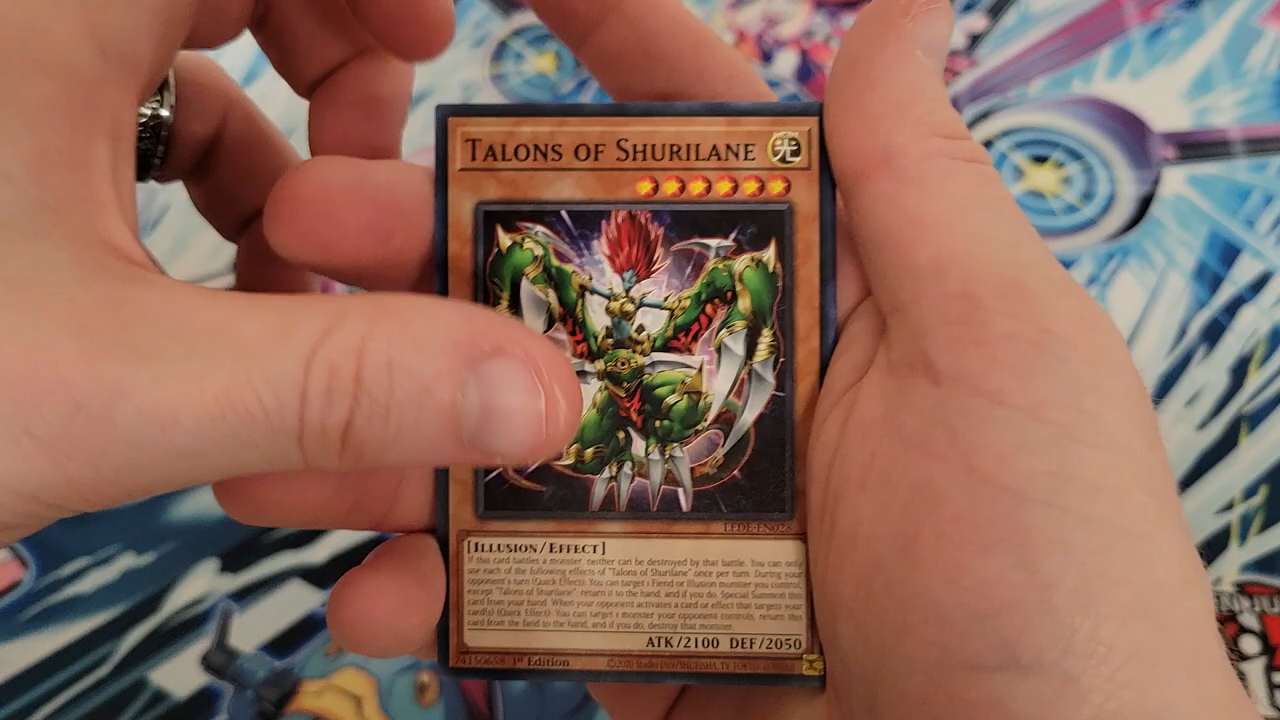 TALONS OF SHURILANE
光
LEDE-EN028
[ILLUSION/EFFECT]
If this card battles a monster, neither can be destroyed by that battle. You can only
use each of the following effects of "Talons of Shurilane" once per turn. During your
opponent's turn (Quick Effect): You can target 1 Fiend or Illusion monster you control,
except "Talons of Shurilane"; return it to the hand, and if you do, Special Summon this
card from your hand. When your opponent activates a card or effect that targets your
card(s) (Quick Effect): You can target 1 monster your opponent controls; return this
card from the field to the hand, and if you do, destroy that monster.
ATK/2100 DEF/2050
74150658 1st Edition
©2020 Studio Dice/SHUEISHA, TV TOKYO, KONAMI